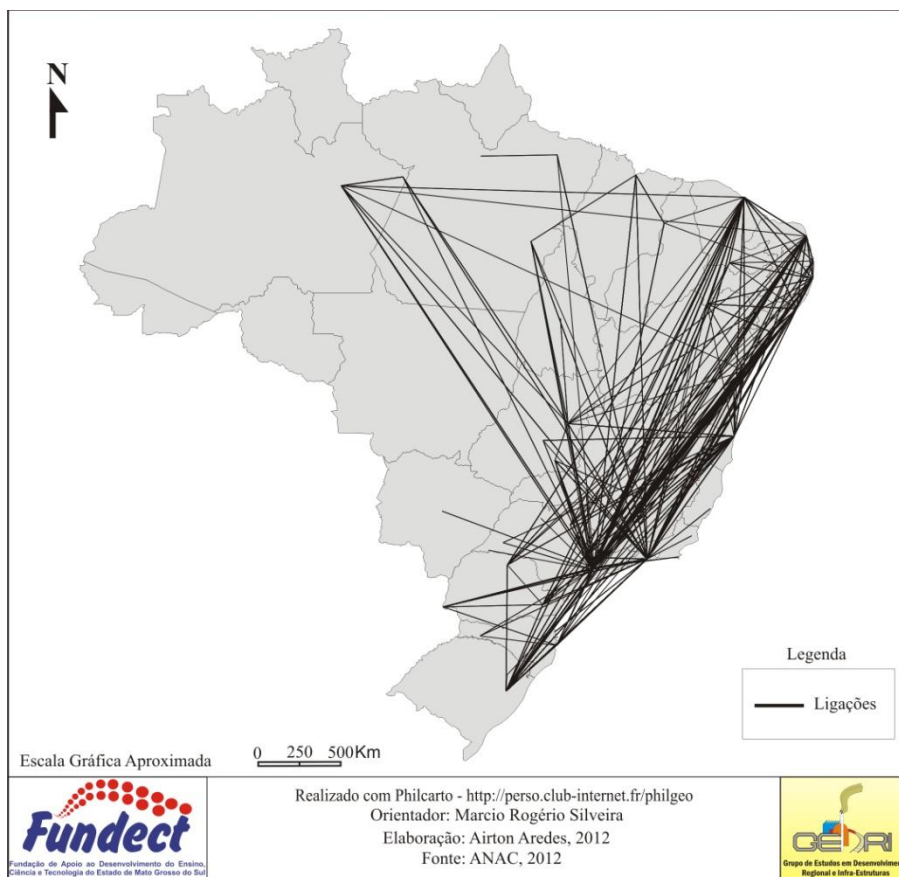 N
Legenda
Ligações
Escala Gráfica Aproximada
0 250 500Km
Fundect
Fundação de Apoio ao Desenvolvimento do Ensino,
Ciência e Tecnologia do Estado de Mato Grosso do Sul
Realizado com Philcarto - http://perso.club-internet.fr/philgeo
Orientador: Marcio Rogério Silveira
Elaboração: Airton Aredes, 2012
Fonte: ANAC, 2012
GEDRI
Grupo de Estudos em Desenvolvimento
Regional e Infra-Estruturas